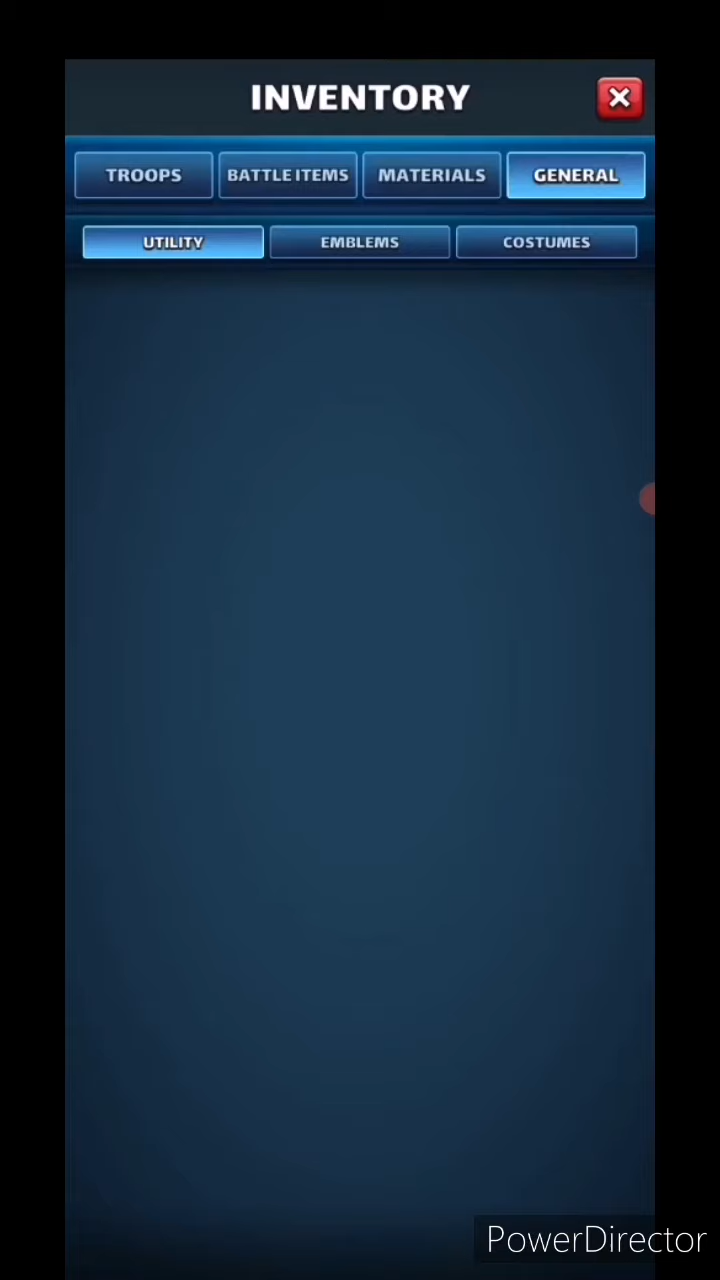 INVENTORY
TROOPS BATTLE ITEMS MATERIALS GENERAL
UTILITY EMBLEMS COSTUMES
PowerDirector